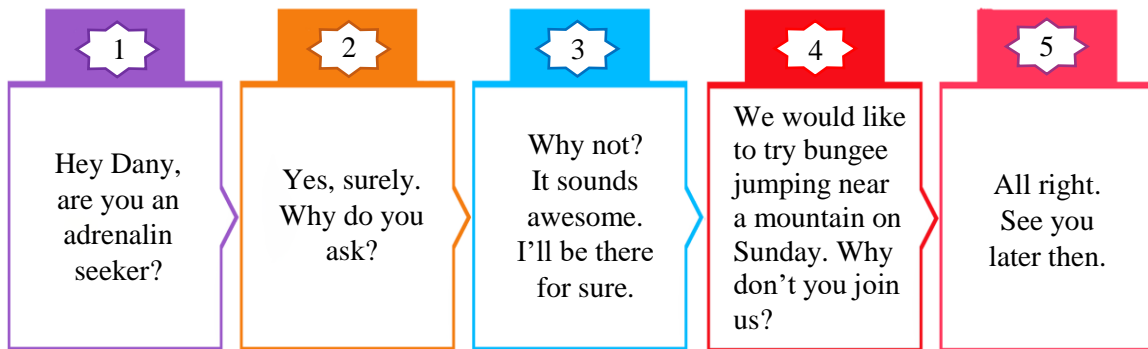 1
Hey Dany,
are you an
adrenalin
seeker?
2
Yes, surely.
Why do you
ask?
3
Why not?
It sounds
awesome.
I’ll be there
for sure.
4
We would like
to try bungee
jumping near
a mountain on
Sunday. Why
don’t you join
us?
5
All right.
See you
later then.